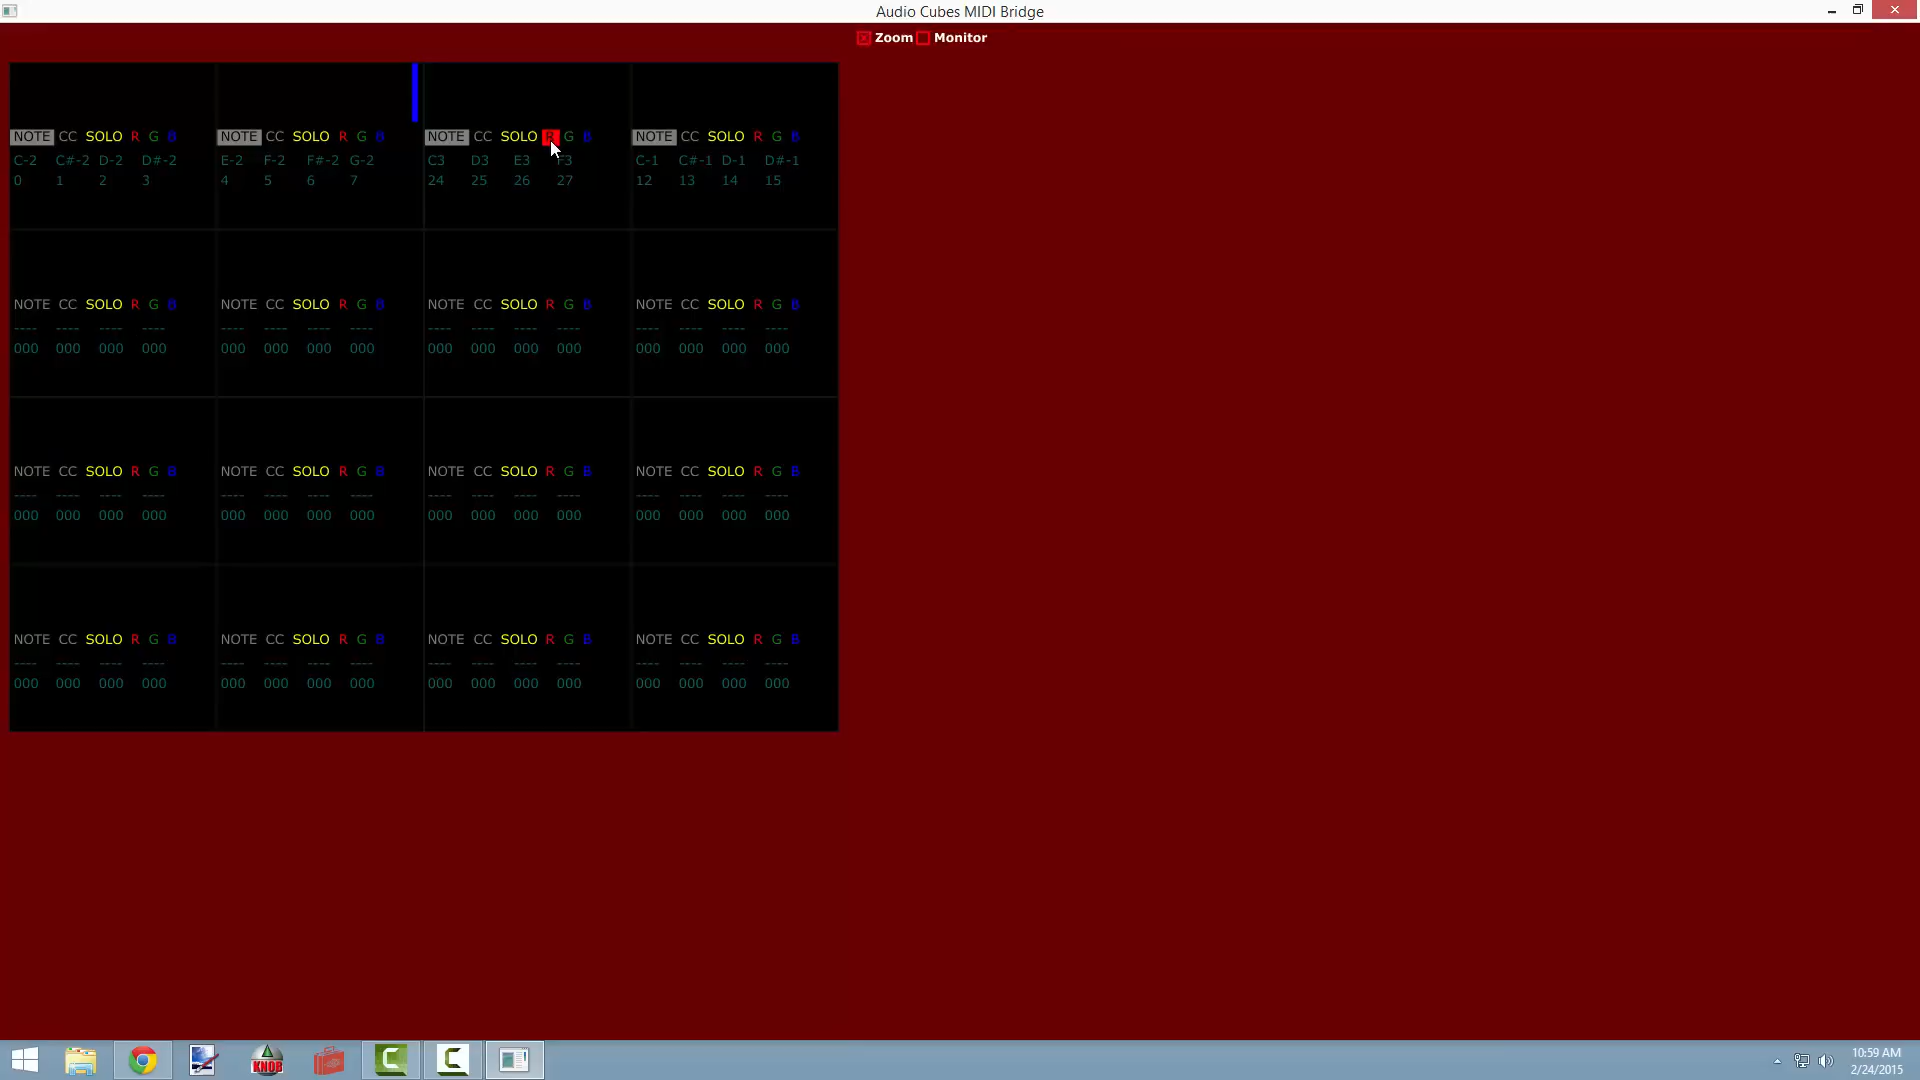 Audio Cubes MIDI Bridge
Zoom Monitor
NOTE CC SOLO R G B NOTE CC SOLO R G B NOTE CC SOLO R G B NOTE CC SOLO R G B
C-2 C#-2 D-2 D#-2 E-2 F-2 F#-2 G-2 C3 D3 E3 F3 C-1 C#-1 D-1 D#-1
0 1 2 3 4 5 6 7 24 25 26 27 12 13 14 15
NOTE CC SOLO R G B NOTE CC SOLO R G B NOTE CC SOLO R G B NOTE CC SOLO R G B
---- ---- ---- ---- ---- ---- ---- ---- ---- ---- ---- ---- ---- ---- ---- ----
000 000 000 000 000 000 000 000 000 000 000 000 000 000 000 000
NOTE CC SOLO R G B NOTE CC SOLO R G B NOTE CC SOLO R G B NOTE CC SOLO R G B
---- ---- ---- ---- ---- ---- ---- ---- ---- ---- ---- ---- ---- ---- ---- ----
000 000 000 000 000 000 000 000 000 000 000 000 000 000 000 000
NOTE CC SOLO R G B NOTE CC SOLO R G B NOTE CC SOLO R G B NOTE CC SOLO R G B
---- ---- ---- ---- ---- ---- ---- ---- ---- ---- ---- ---- ---- ---- ---- ----
000 000 000 000 000 000 000 000 000 000 000 000 000 000 000 000
KNOB
10:59 AM
2/24/2015